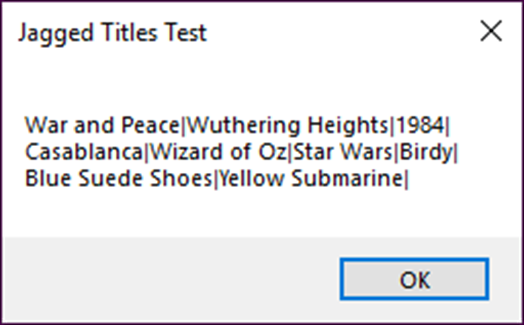 Jagged Titles Test
War and Peace|Wuthering Heights|1984|
Casablanca|Wizard of Oz|Star Wars|Birdy|
Blue Suede Shoes|Yellow Submarine|
OK